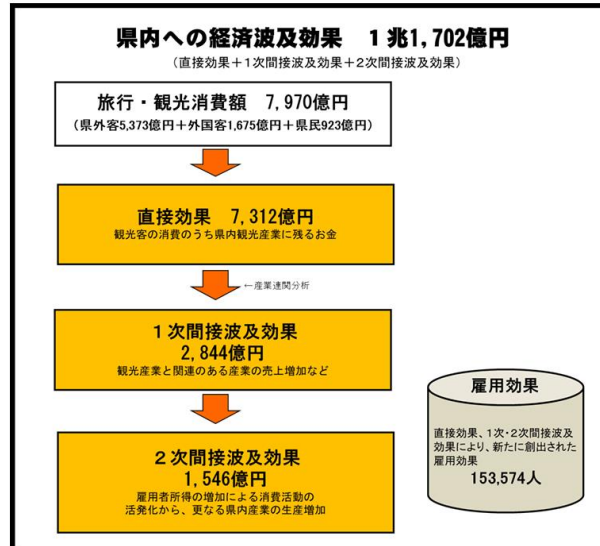 県内への経済波及効果 1兆1,702億円
（直接効果＋1次間接波及効果＋2次間接波及効果）
旅行・観光消費額 7,970億円
（県外客5,373億円＋外国客1,675億円＋県民923億円）
直接効果 7,312億円
観光客の消費のうち県内観光産業に残るお金
←産業連関分析
１次間接波及効果
2,844億円
観光産業と関連のある産業の売上増加など
２次間接波及効果
1,546億円
雇用者所得の増加による消費活動の
活発化から、更なる県内産業の生産増加
雇用効果
直接効果、1次・2次間接波及
効果により、新たに創出された
雇用効果
153,574人